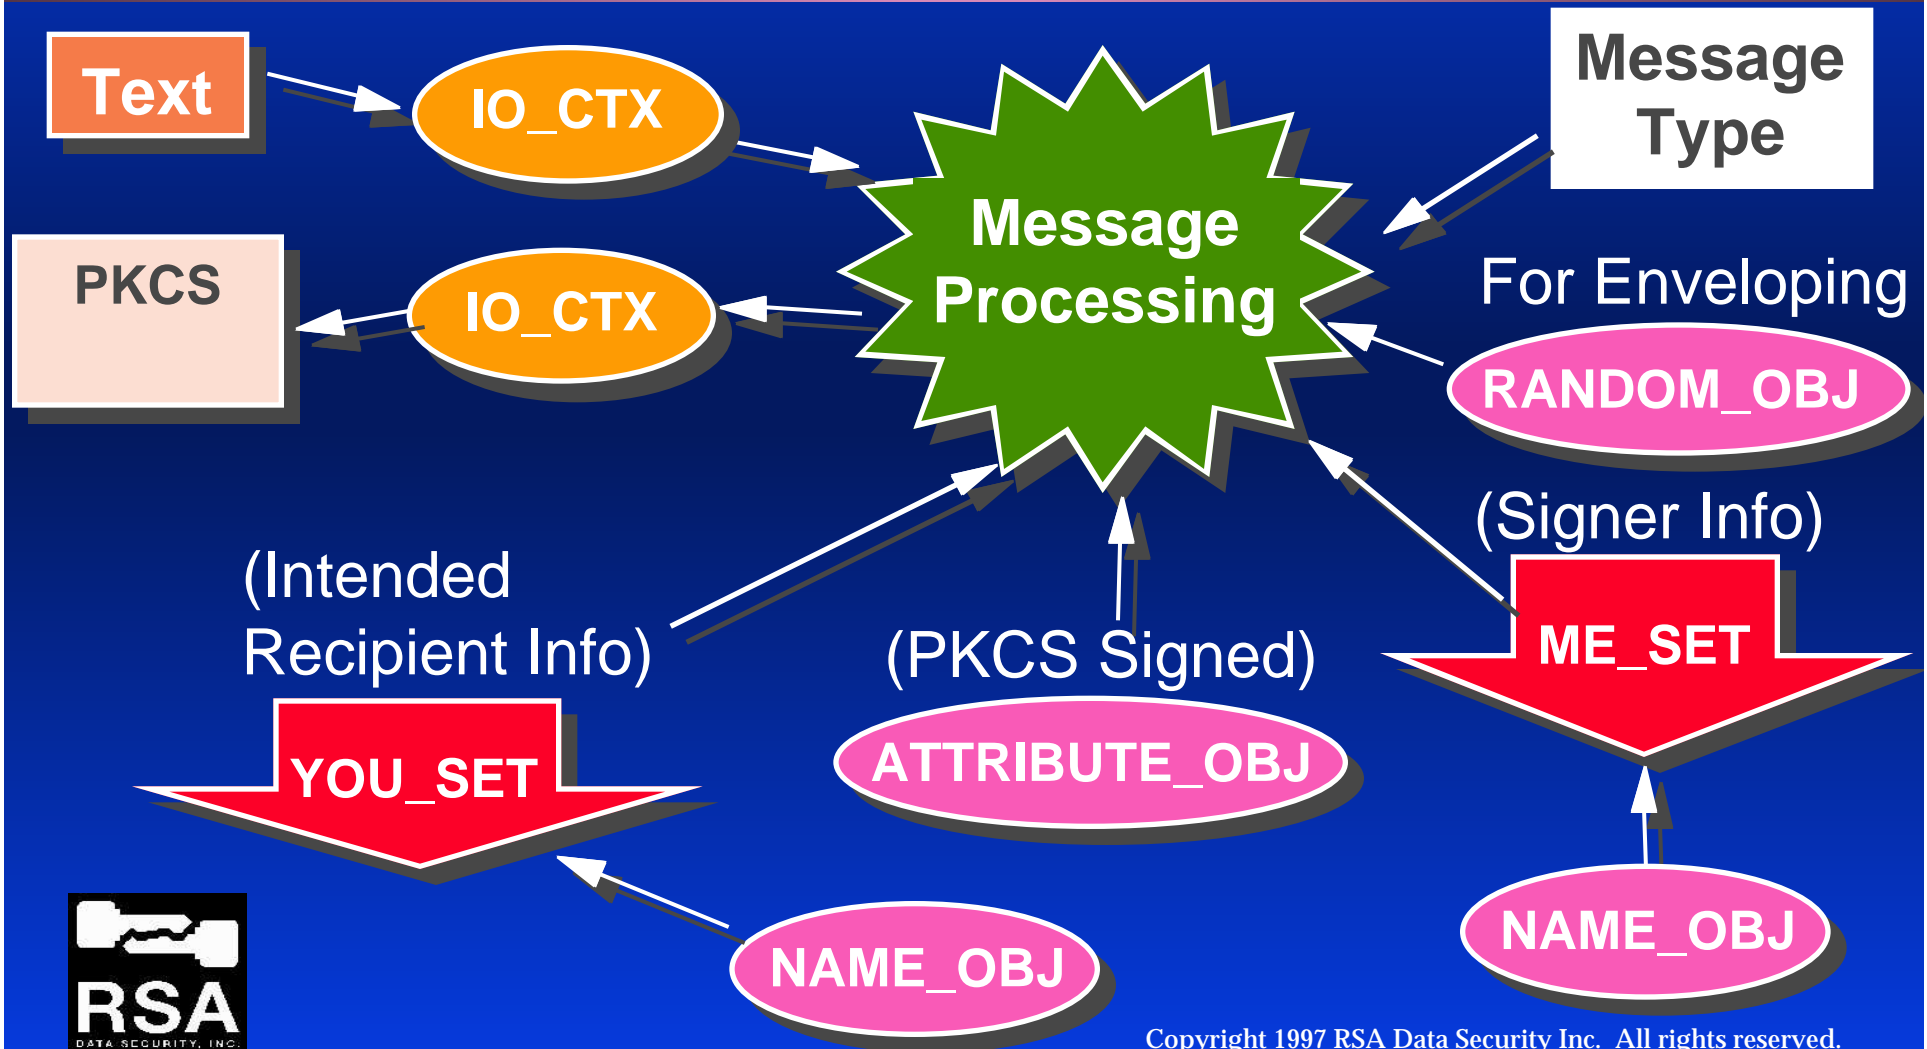 Text
IO_CTX
Message
Type
Message
Processing
PKCS
IO_CTX
For Enveloping
RANDOM_OBJ
(Signer Info)
ME_SET
(Intended
Recipient Info)
YOU_SET
(PKCS Signed)
ATTRIBUTE_OBJ
NAME_OBJ
NAME_OBJ
RSA
DATA SECURITY, INC.
Copyright 1997 RSA Data Security Inc. All rights reserved.